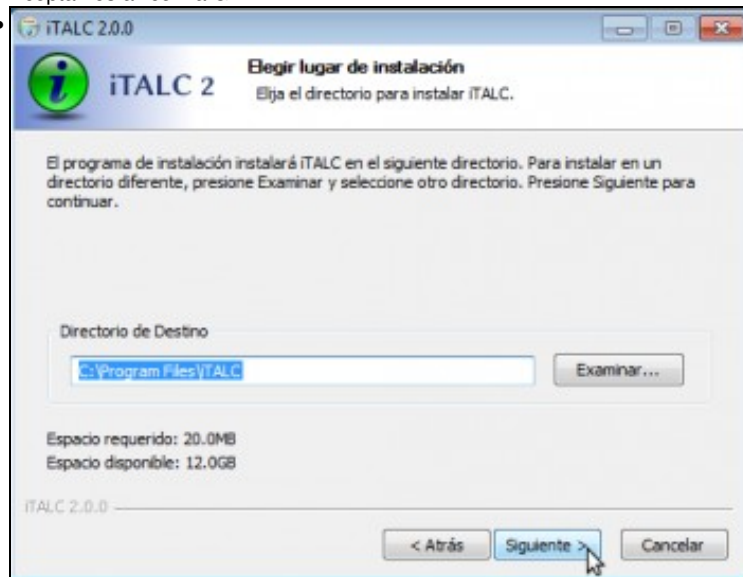 iTALC 2.0.0
iTALC 2
Elegir lugar de instalación
Elija el directorio para instalar iTALC.
El programa de instalación instalará iTALC en el siguiente directorio. Para instalar en un
directorio diferente, presione Examinar y seleccione otro directorio. Presione Siguiente para
continuar.
Directorio de Destino
C:\Program Files\iTALC
Examinar...
Espacio requerido: 20.0MB
Espacio disponible: 12.0GB
iTALC 2.0.0
< Atrás
Siguiente >
Cancelar